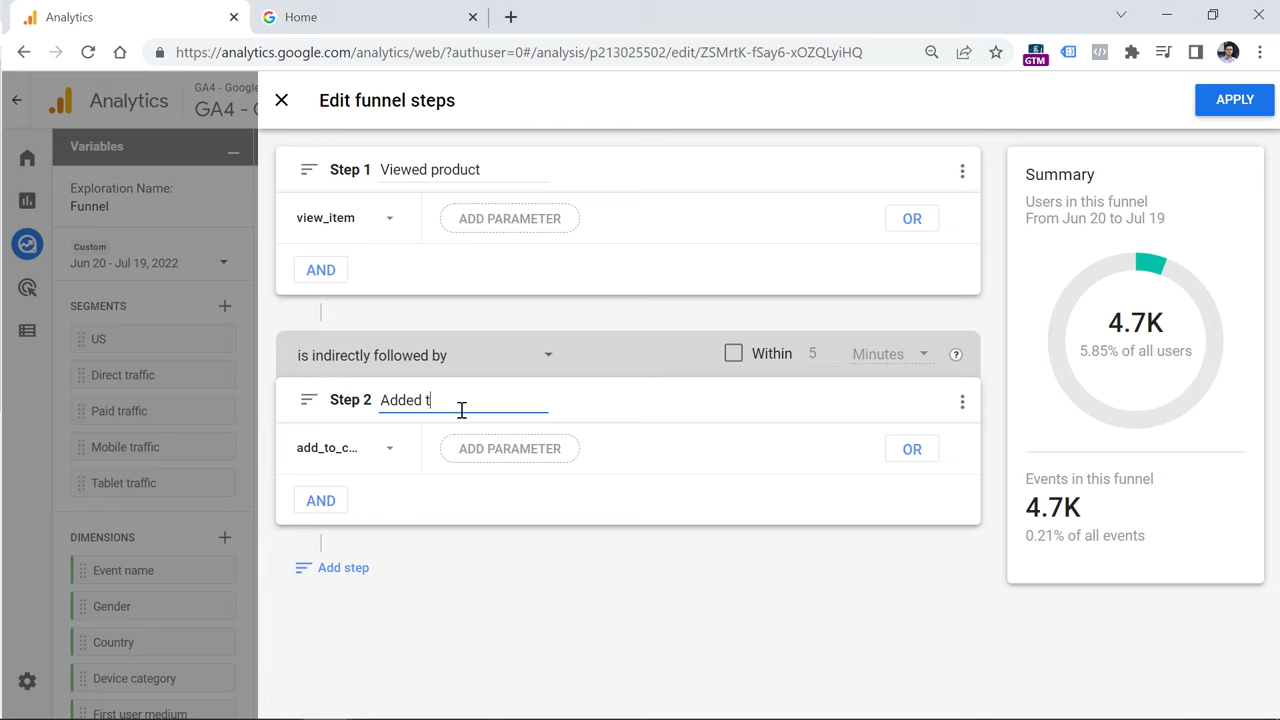 Analytics
Home
https://analytics.google.com/analytics/web/?authuser=0#/analysis/p213025502/edit/ZSMrtK-fSay6-xOZQLyiHQ
GTM
Analytics
GA4 - Google
GA4 -
Edit funnel steps
APPLY
Variables
Exploration Name:
Funnel
Custom
Jun 20 - Jul 19, 2022
SEGMENTS
US
Direct traffic
Paid traffic
Mobile traffic
Tablet traffic
DIMENSIONS
Event name
Gender
Country
Device category
First user medium
Step 1 Viewed product
view_item
ADD PARAMETER
OR
AND
is indirectly followed by
Within 5 Minutes
?
Step 2 Added t
add_to_c...
ADD PARAMETER
OR
AND
Add step
Summary
Users in this funnel
From Jun 20 to Jul 19
4.7K
5.85% of all users
Events in this funnel
4.7K
0.21% of all events